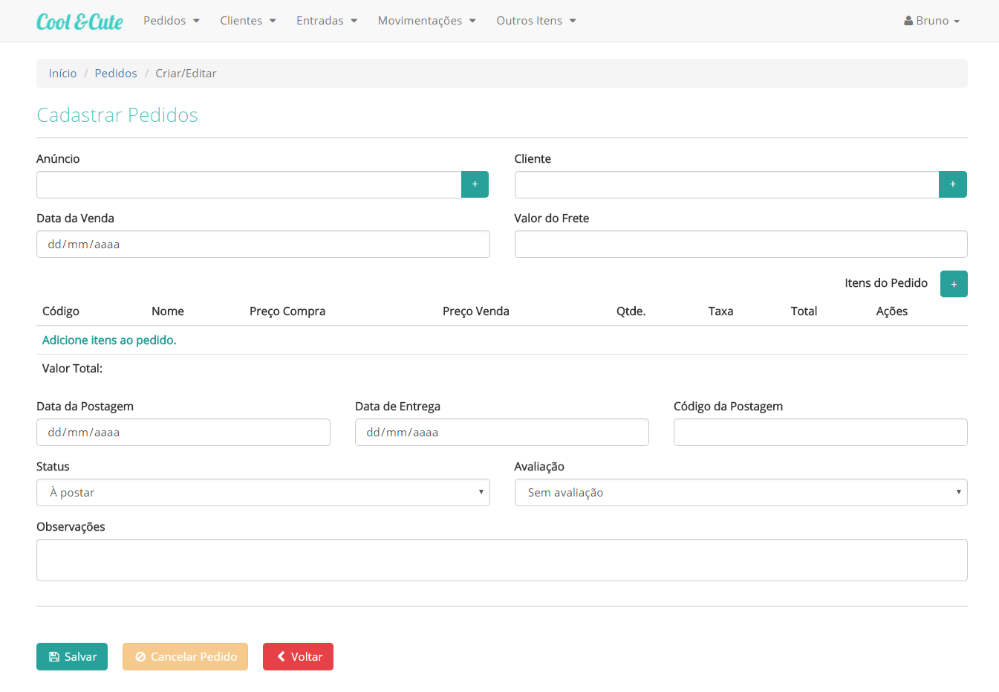 Cool &Cute Pedidos Clientes Entradas Movimentações Outros Itens Bruno
Início / Pedidos / Criar/Editar
Cadastrar Pedidos
Anúncio Cliente
+ +
Data da Venda Valor do Frete
dd/mm/aaaa
Itens do Pedido +
Código Nome Preço Compra Preço Venda Qtde. Taxa Total Ações
Adicione itens ao pedido.
Valor Total:
Data da Postagem Data de Entrega Código da Postagem
dd/mm/aaaa dd/mm/aaaa
Status Avaliação
À postar Sem avaliação
Observações
Salvar Cancelar Pedido Voltar